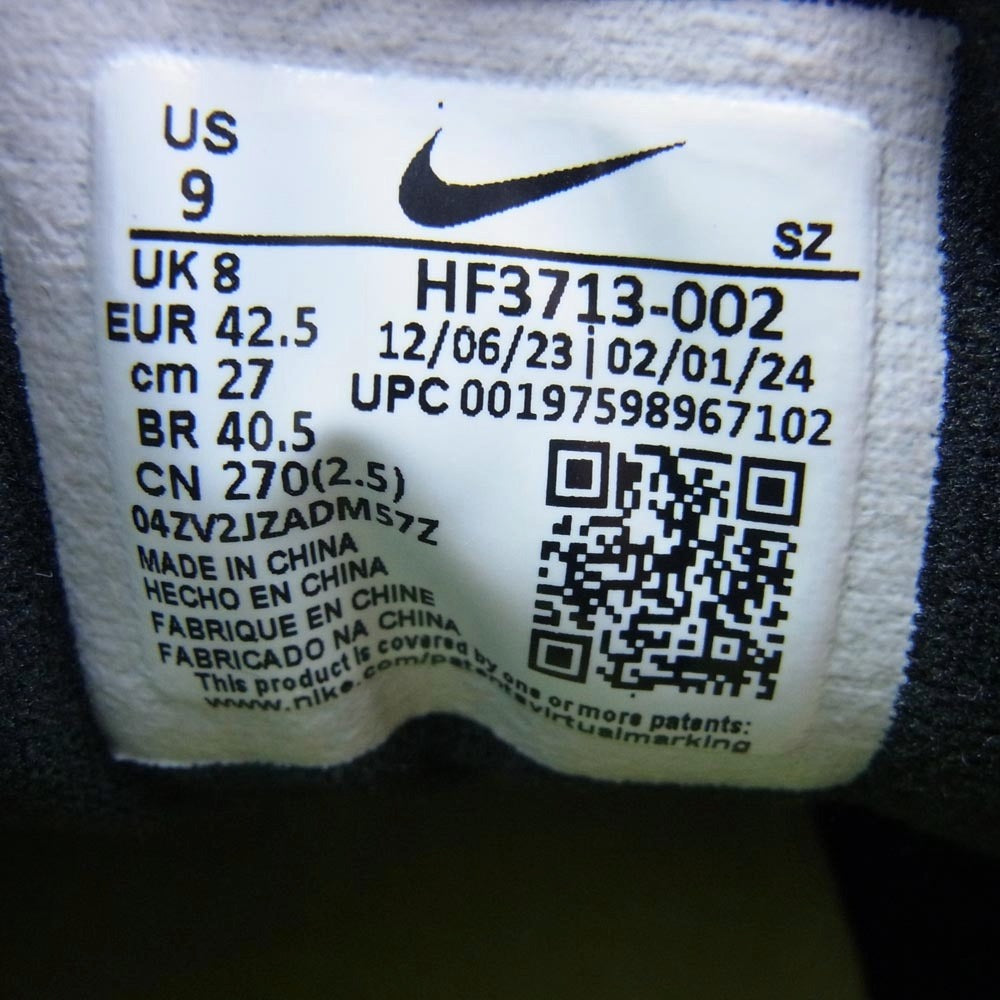 US
9
SZ
UK 8
EUR 42.5
cm 27
BR 40.5
CN 270(2.5)
HF3713-002
12/06/23 | 02/01/24
UPC 00197598967102
04ZV2JZADM57Z
MADE IN CHINA
HECHO EN CHINA
FABRIQUE EN CHINE
FABRICADO NA CHINA
This product is covered by one or more patents:
www.nike.com/patentsvirtualmarking